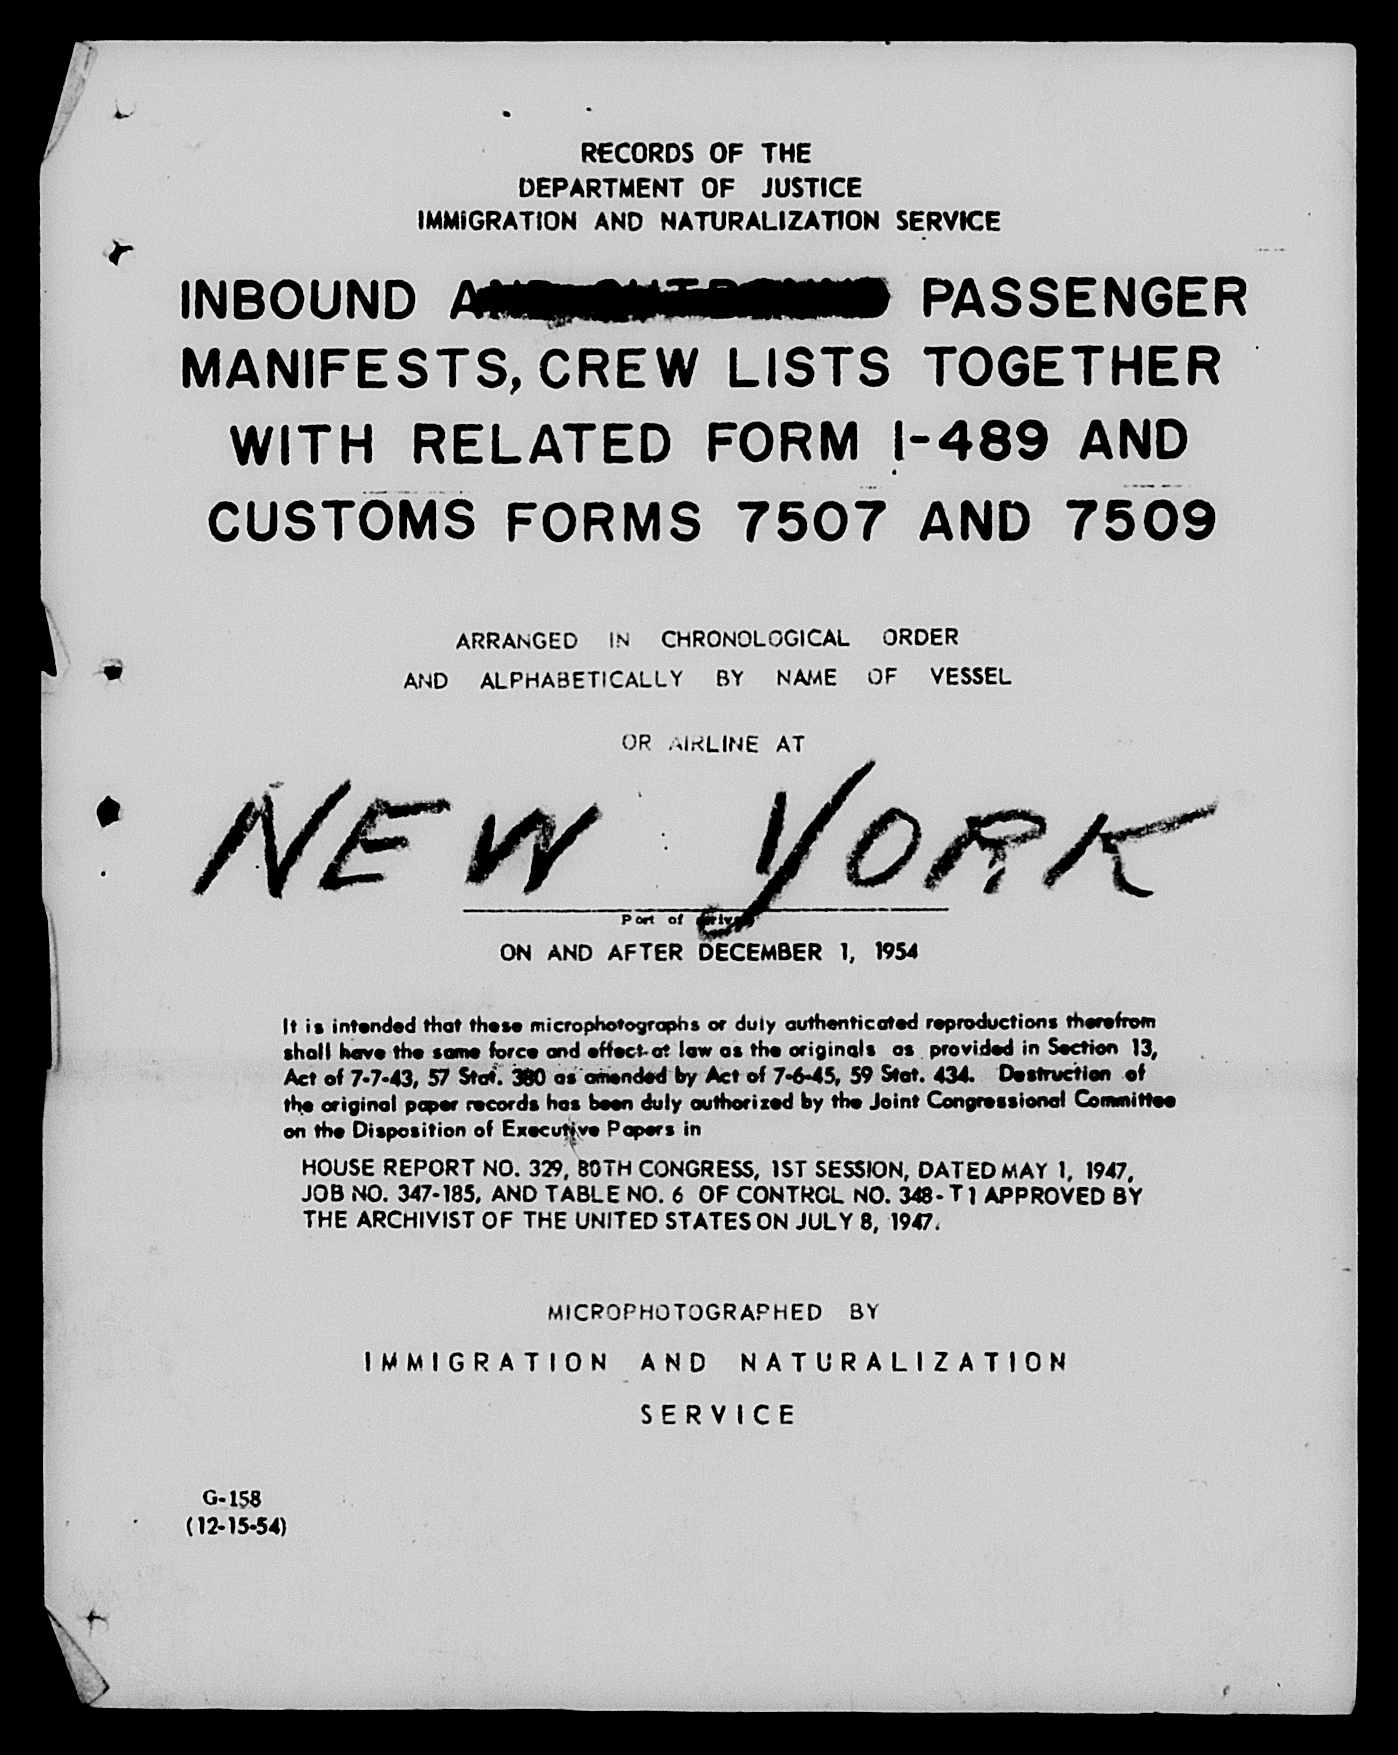 RECORDS OF THE
DEPARTMENT OF JUSTICE
IMMIGRATION AND NATURALIZATION SERVICE
INBOUND PASSENGER
MANIFESTS, CREW LISTS TOGETHER
WITH RELATED FORM I-489 AND
CUSTOMS FORMS 7507 AND 7509
ARRANGED IN CHRONOLOGICAL ORDER
AND ALPHABETICALLY BY NAME OF VESSEL
OR AIRLINE AT
NEW YORK
Port of
ON AND AFTER DECEMBER 1, 1954
It is intended that these microphotographs or duly authenticated reproductions therefrom
shall have the same force and effect at law as the originals as provided in Section 13,
Act of 7-7-43, 57 Stat. 380 as amended by Act of 7-6-45, 59 Stat. 434. Destruction of
the original paper records has been duly authorized by the Joint Congressional Committee
on the Disposition of Executive Papers in
HOUSE REPORT NO. 329, 80TH CONGRESS, 1ST SESSION, DATED MAY 1, 1947,
JOB NO. 347-185, AND TABLE NO. 6 OF CONTROL NO. 348-T1 APPROVED BY
THE ARCHIVIST OF THE UNITED STATES ON JULY 8, 1947.
MICROPHOTOGRAPHED BY
IMMIGRATION AND NATURALIZATION
SERVICE
G-158
(12-15-54)